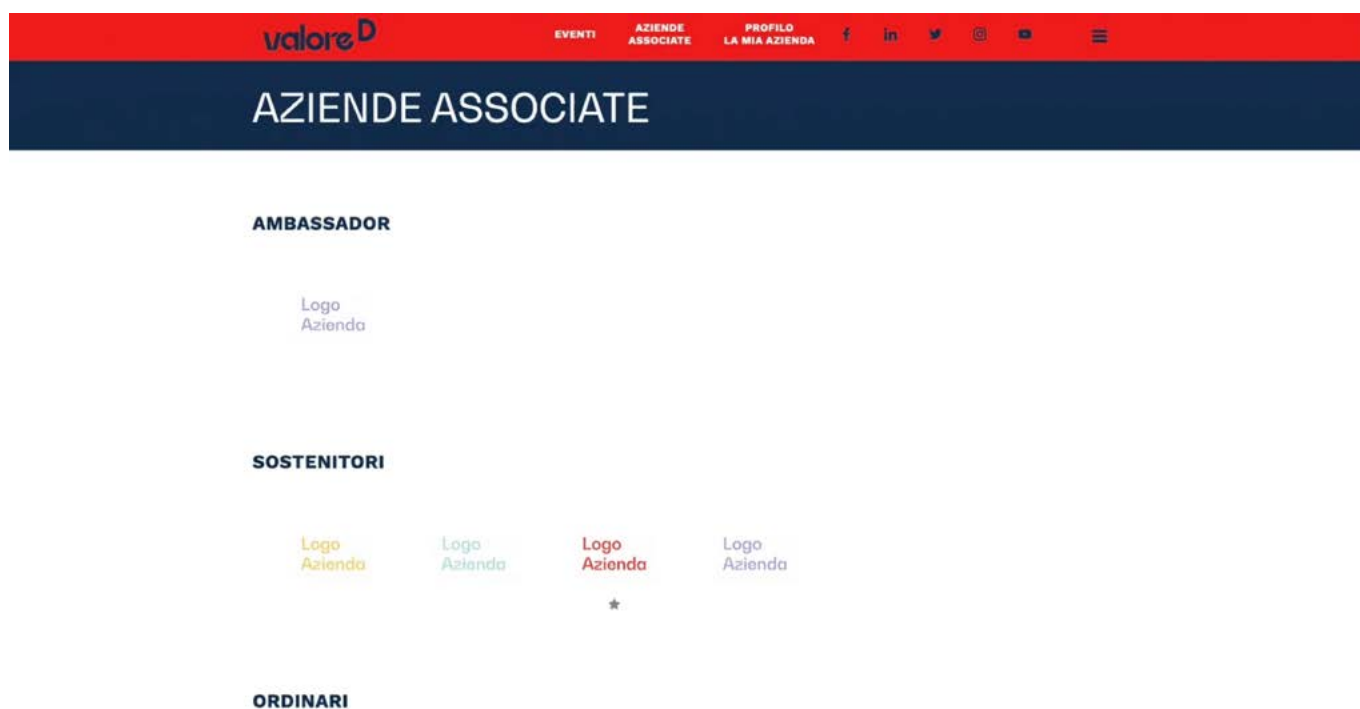 valore D
EVENTI
AZIENDE
ASSOCIATE
PROFILO
LA MIA AZIENDA
AZIENDE ASSOCIATE
AMBASSADOR
Logo
Azienda
SOSTENITORI
Logo
Azienda
Logo
Azienda
Logo
Azienda
Logo
Azienda
ORDINARI